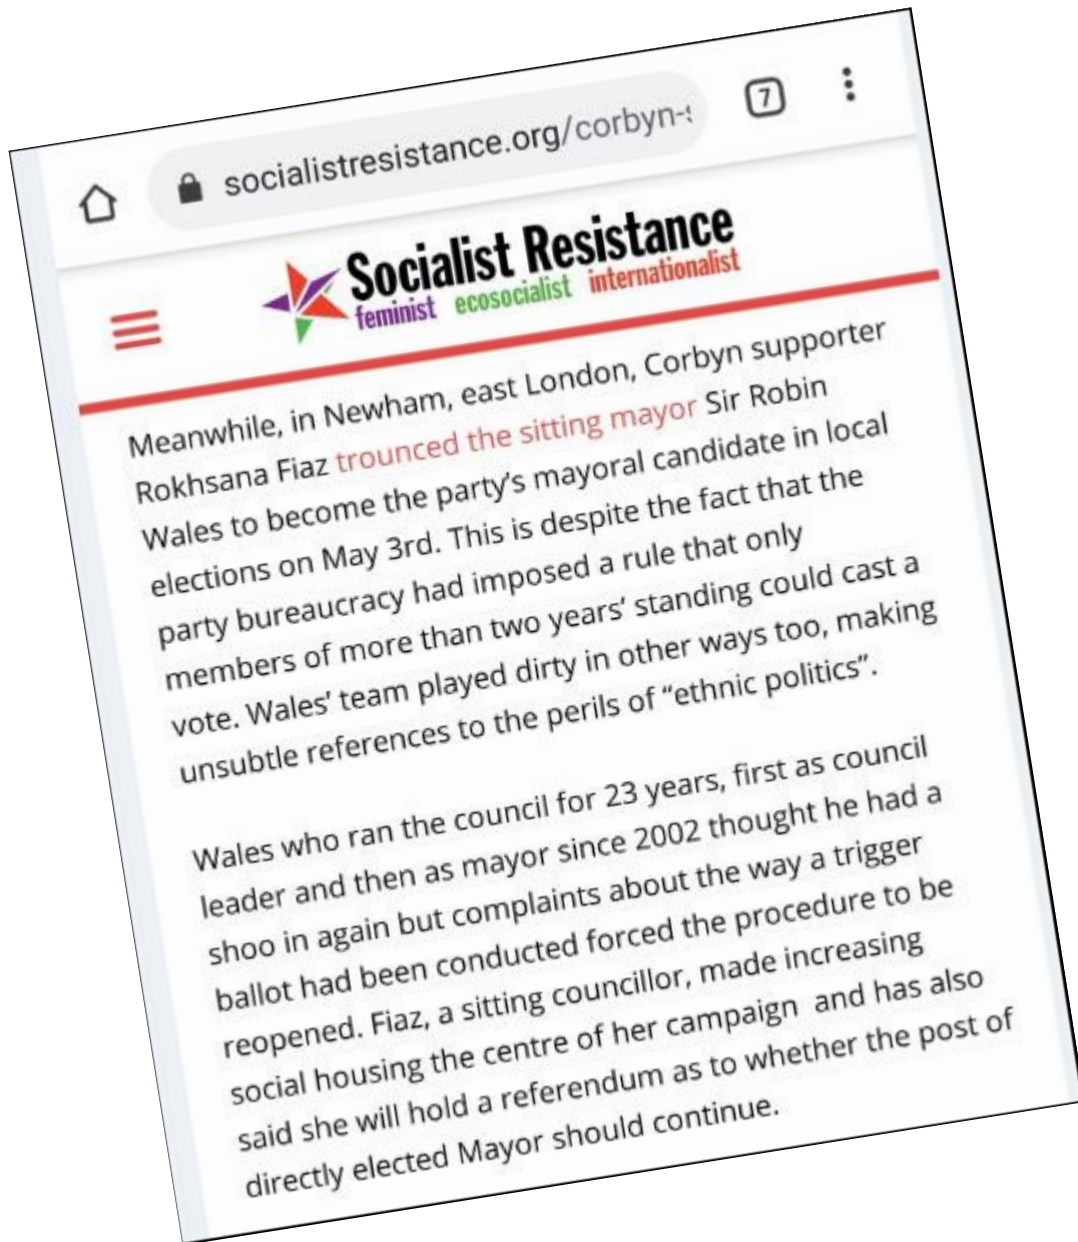 socialistresistance.org/corbyn-
7
Socialist Resistance
feminist ecosocialist internationalist
Meanwhile, in Newham, east London, Corbyn supporter
Rokhsana Fiaz trounced the sitting mayor Sir Robin
Wales to become the party’s mayoral candidate in local
elections on May 3rd. This is despite the fact that the
party bureaucracy had imposed a rule that only
members of more than two years’ standing could cast a
vote. Wales’ team played dirty in other ways too, making
unsubtle references to the perils of “ethnic politics”.
Wales who ran the council for 23 years, first as council
leader and then as mayor since 2002 thought he had a
shoo in again but complaints about the way a trigger
ballot had been conducted forced the procedure to be
reopened. Fiaz, a sitting councillor, made increasing
social housing the centre of her campaign  and has also
said she will hold a referendum as to whether the post of
directly elected Mayor should continue.